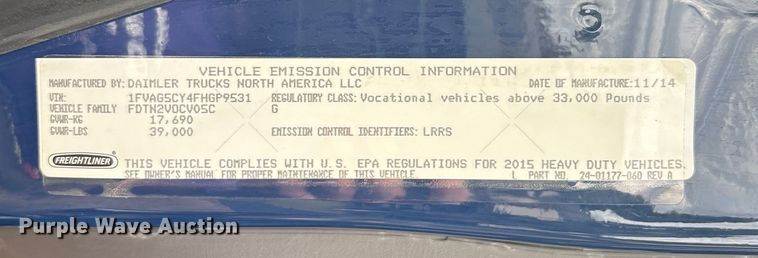 VEHICLE EMISSION CONTROL INFORMATION
MANUFACTURED BY: DAIMLER TRUCKS NORTH AMERICA LLC DATE OF MANUFACTURE: 11/14
VIN: 1FVAG5CY4FHGP9531 REGULATORY CLASS: Vocational vehicles above 33,000 Pounds
VEHICLE FAMILY FDTN2VOCV05C G
GVWR-KG 17,690
GVWR-LBS 39,000 EMISSION CONTROL IDENTIFIERS: LRRS
FREIGHTLINER THIS VEHICLE COMPLIES WITH U.S. EPA REGULATIONS FOR 2015 HEAVY DUTY VEHICLES.
SEE OWNER'S MANUAL FOR PROPER MAINTENANCE OF THIS VEHICLE. L PART NO. 24-01177-060 REV A
Purple Wave Auction